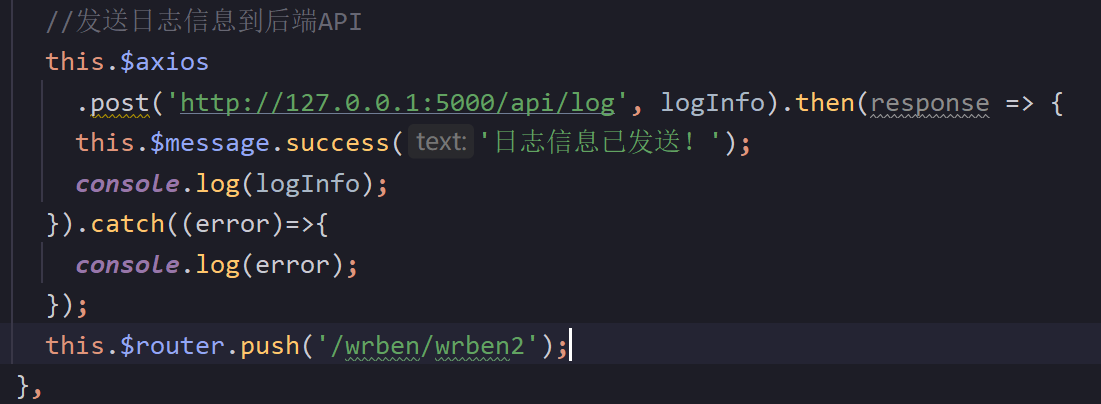 //发送日志信息到后端API
this.$axios
.post('http://127.0.0.1:5000/api/log', logInfo).then(response => {
this.$message.success( text: '日志信息已发送！');
console.log(logInfo);
}).catch((error)=>{
console.log(error);
});
this.$router.push('/wrben/wrben2');
},